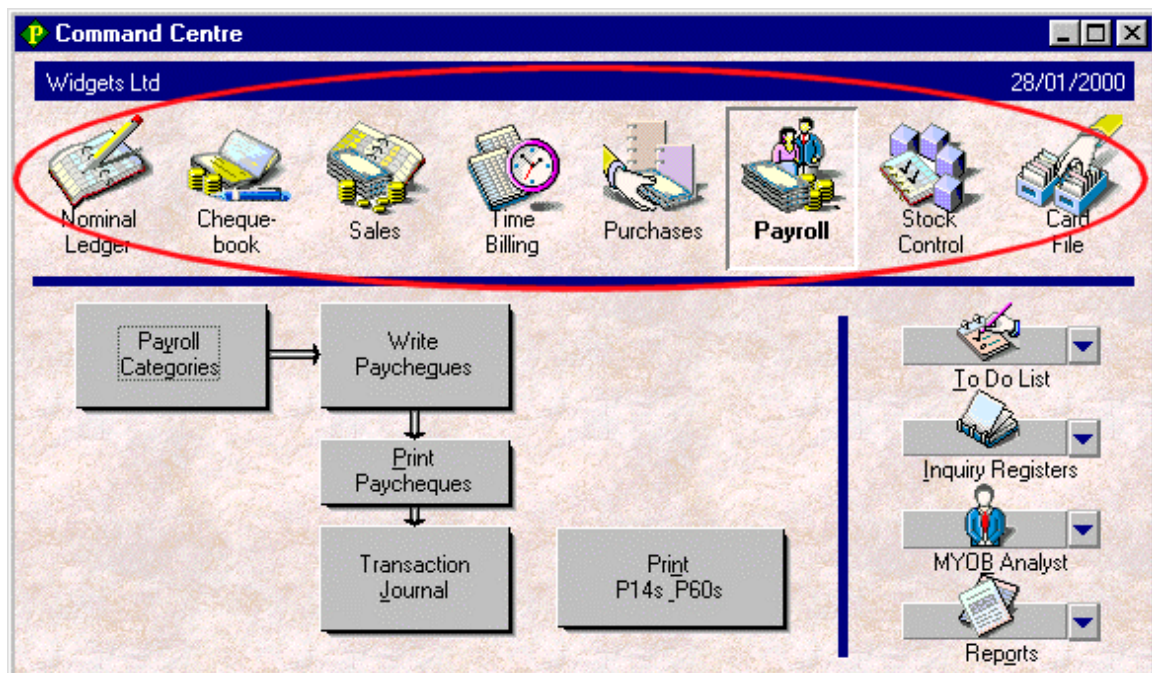 P Command Centre
Widgets Ltd 28/01/2000
Nominal
Ledger
Cheque-
book
Sales
Time
Billing
Purchases
Payroll
Stock
Control
Card
File
Payroll
Categories
Write
Paycheques
Print
Paycheques
Transaction
Journal
Print
P14s _P60s
To Do List
Inquiry Registers
MYOB Analyst
Reports